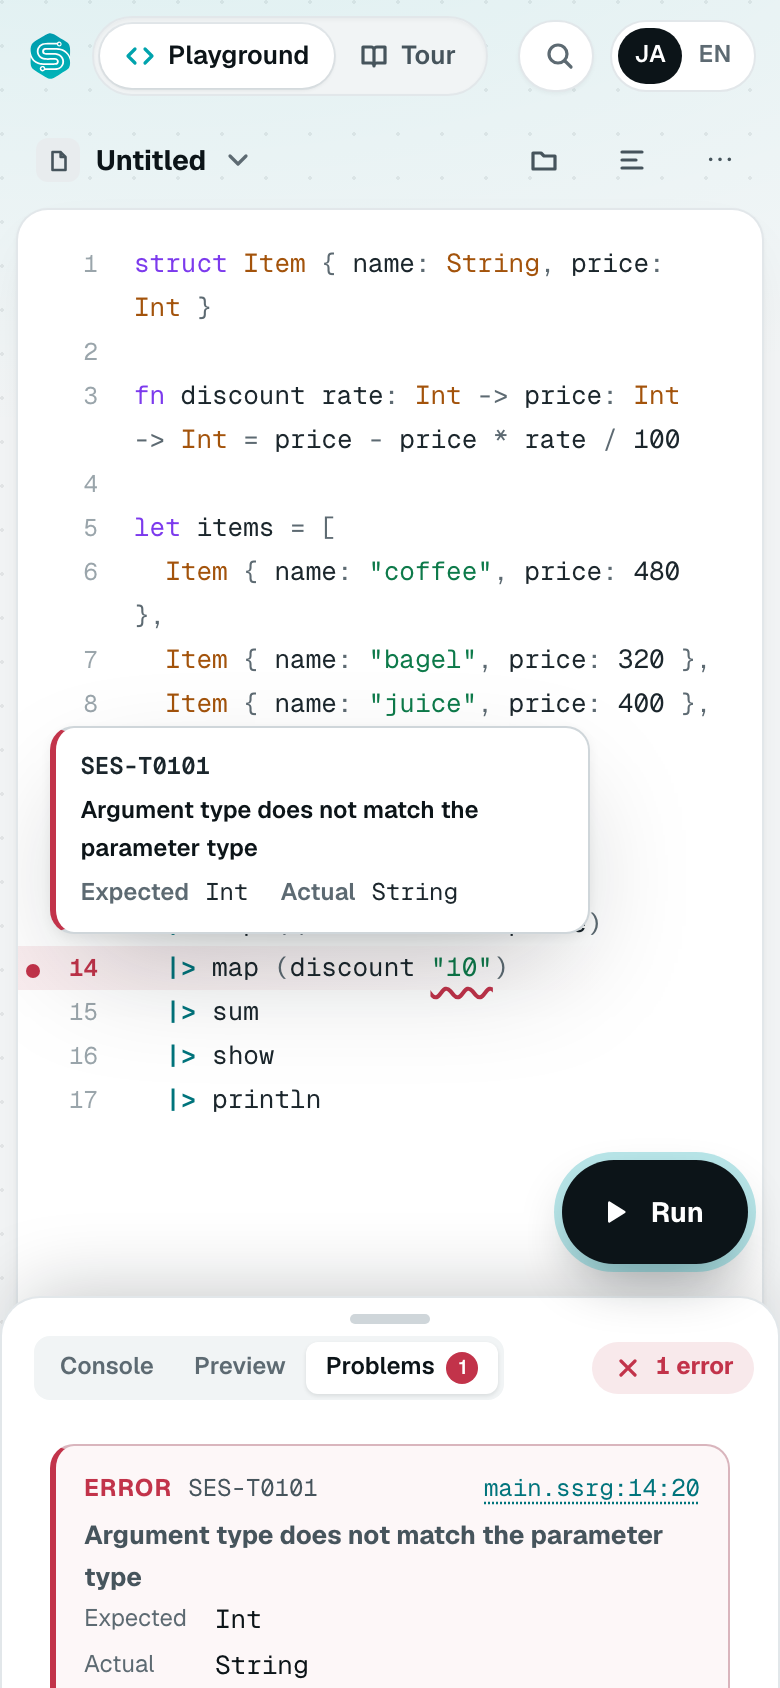 Playground
Tour
JA
EN
Untitled
1 struct Item { name: String, price:
Int }
2
3 fn discount rate: Int -> price: Int
-> Int = price - price * rate / 100
4
5 let items = [
6 Item { name: "coffee", price: 480
},
7 Item { name: "bagel", price: 320 },
8 Item { name: "juice", price: 400 },
SES-T0101
Argument type does not match the
parameter type
Expected Int Actual String
)
14 |> map (discount "10")
15 |> sum
16 |> show
17 |> println
Run
Console
Preview
Problems 1
1 error
ERROR SES-T0101 main.ssrg:14:20
Argument type does not match the parameter
type
Expected Int
Actual String